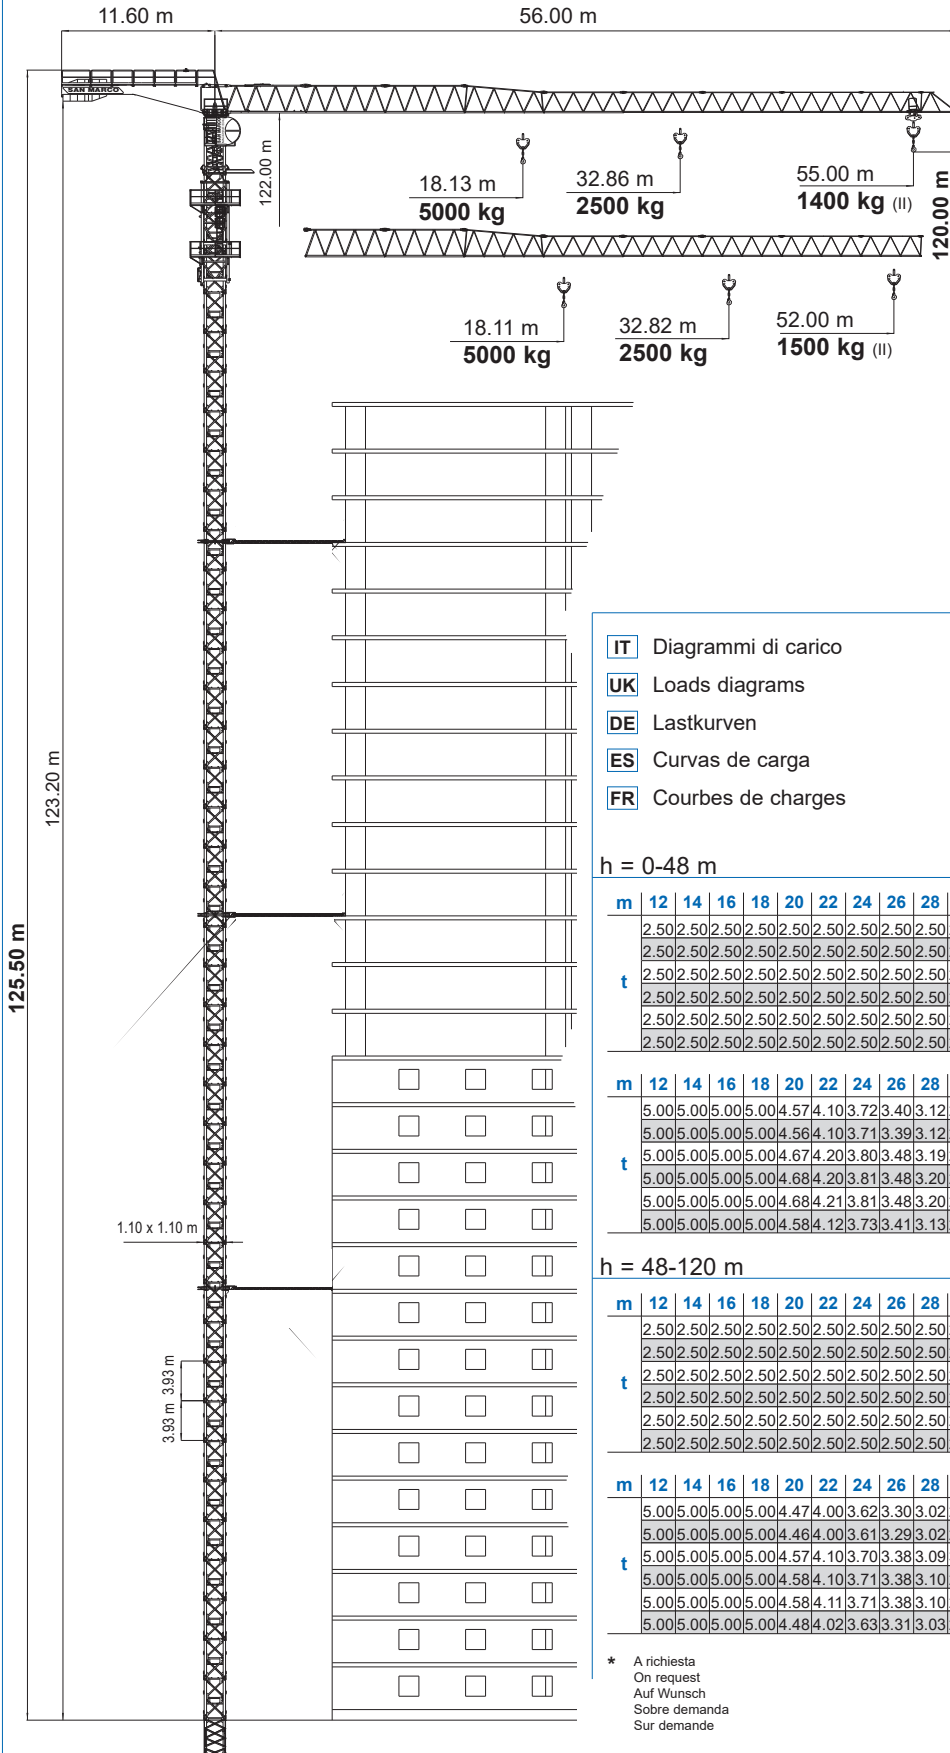 11.60 m
56.00 m
SAN MARCO
122.00 m
18.13 m
5000 kg
32.86 m
2500 kg
55.00 m
1400 kg (II)
120.00 m
18.11 m
5000 kg
32.82 m
2500 kg
52.00 m
1500 kg (II)
123.20 m
125.50 m
1.10 x 1.10 m
3.93 m
3.93 m
IT Diagrammi di carico
UK Loads diagrams
DE Lastkurven
ES Curvas de carga
FR Courbes de charges
h = 0-48 m
m 12 14 16 18 20 22 24 26 28
t
2.50 2.50 2.50 2.50 2.50 2.50 2.50 2.50 2.50
2.50 2.50 2.50 2.50 2.50 2.50 2.50 2.50 2.50
2.50 2.50 2.50 2.50 2.50 2.50 2.50 2.50 2.50
2.50 2.50 2.50 2.50 2.50 2.50 2.50 2.50 2.50
2.50 2.50 2.50 2.50 2.50 2.50 2.50 2.50 2.50
2.50 2.50 2.50 2.50 2.50 2.50 2.50 2.50 2.50
m 12 14 16 18 20 22 24 26 28
t
5.00 5.00 5.00 5.00 4.57 4.10 3.72 3.40 3.12
5.00 5.00 5.00 5.00 4.56 4.10 3.71 3.39 3.12
5.00 5.00 5.00 5.00 4.67 4.20 3.80 3.48 3.19
5.00 5.00 5.00 5.00 4.68 4.20 3.81 3.48 3.20
5.00 5.00 5.00 5.00 4.68 4.21 3.81 3.48 3.20
5.00 5.00 5.00 5.00 4.58 4.12 3.73 3.41 3.13
h = 48-120 m
m 12 14 16 18 20 22 24 26 28
t
2.50 2.50 2.50 2.50 2.50 2.50 2.50 2.50 2.50
2.50 2.50 2.50 2.50 2.50 2.50 2.50 2.50 2.50
2.50 2.50 2.50 2.50 2.50 2.50 2.50 2.50 2.50
2.50 2.50 2.50 2.50 2.50 2.50 2.50 2.50 2.50
2.50 2.50 2.50 2.50 2.50 2.50 2.50 2.50 2.50
2.50 2.50 2.50 2.50 2.50 2.50 2.50 2.50 2.50
m 12 14 16 18 20 22 24 26 28
t
5.00 5.00 5.00 5.00 4.47 4.00 3.62 3.30 3.02
5.00 5.00 5.00 5.00 4.46 4.00 3.61 3.29 3.02
5.00 5.00 5.00 5.00 4.57 4.10 3.70 3.38 3.09
5.00 5.00 5.00 5.00 4.58 4.10 3.71 3.38 3.10
5.00 5.00 5.00 5.00 4.58 4.11 3.71 3.38 3.10
5.00 5.00 5.00 5.00 4.48 4.02 3.63 3.31 3.03
* A richiesta
On request
Auf Wunsch
Sobre demanda
Sur demande